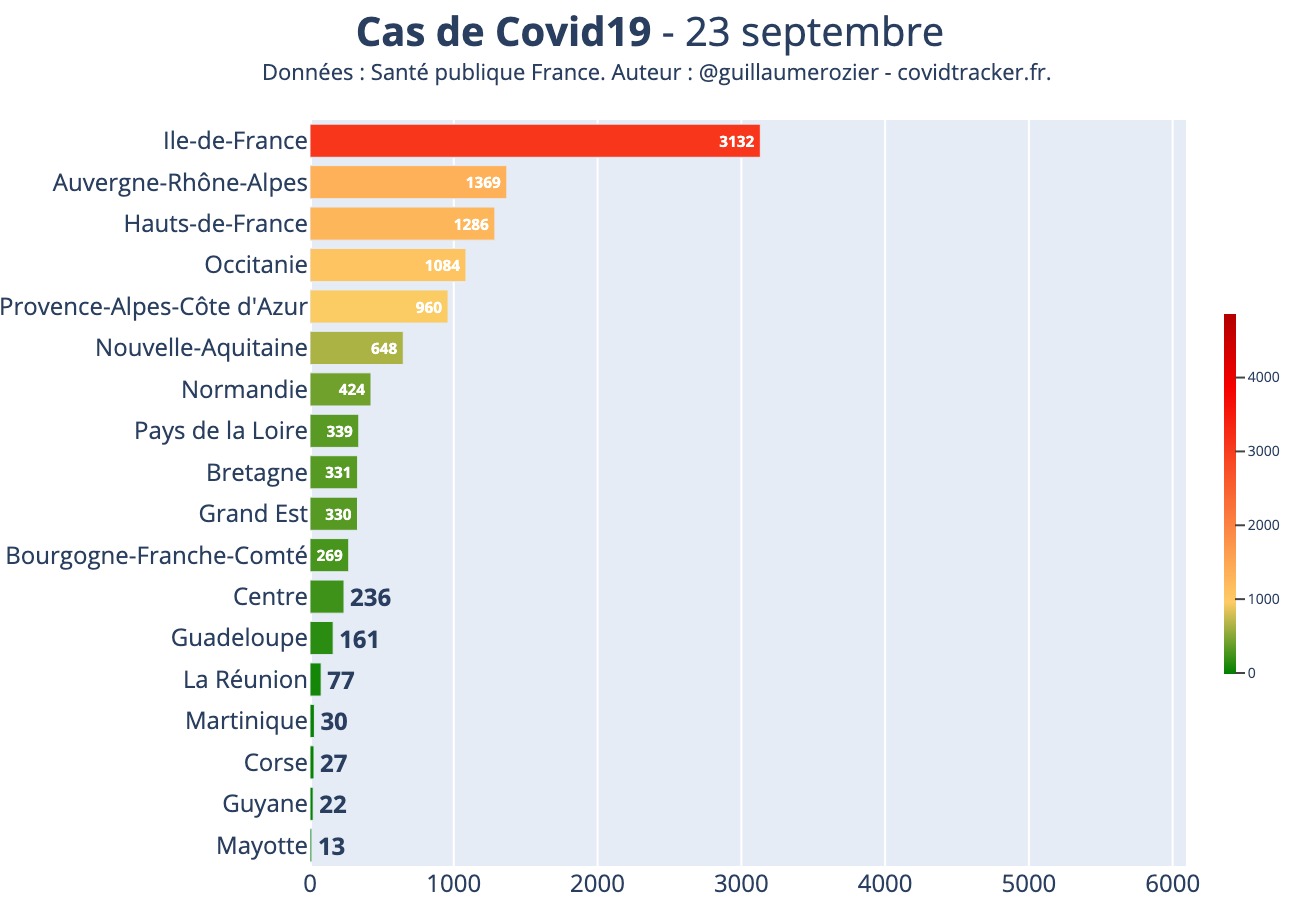 Cas de Covid19 - 23 septembre
Données : Santé publique France. Auteur : @guillaumerozier - covidtracker.fr.
Ile-de-France 3132
Auvergne-Rhône-Alpes 1369
Hauts-de-France 1286
Occitanie 1084
Provence-Alpes-Côte d'Azur 960
Nouvelle-Aquitaine 648
Normandie 424
Pays de la Loire 339
Bretagne 331
Grand Est 330
Bourgogne-Franche-Comté 269
Centre 236
Guadeloupe 161
La Réunion 77
Martinique 30
Corse 27
Guyane 22
Mayotte 13
0 1000 2000 3000 4000 5000 6000
4000
3000
2000
1000
0